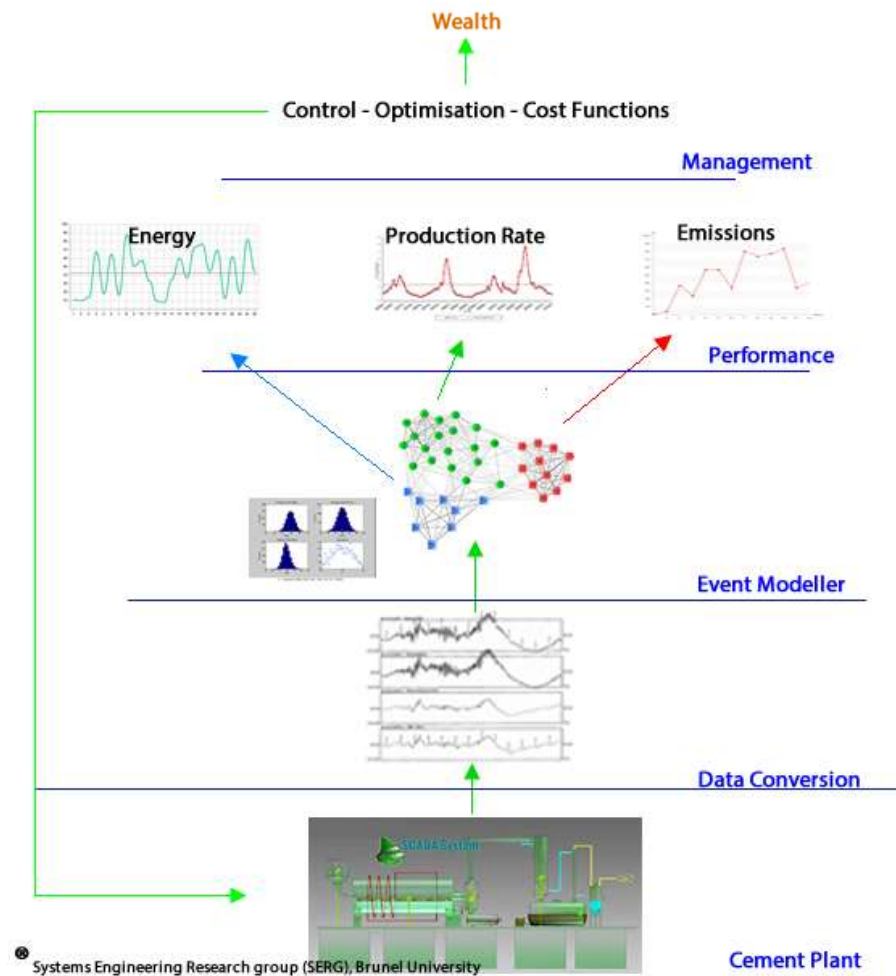 Wealth
Control - Optimisation - Cost Functions
Management
Energy
Production Rate
Emissions
Performance
Event Modeller
Data Conversion
SCADA System
® Systems Engineering Research group (SERG), Brunel University
Cement Plant